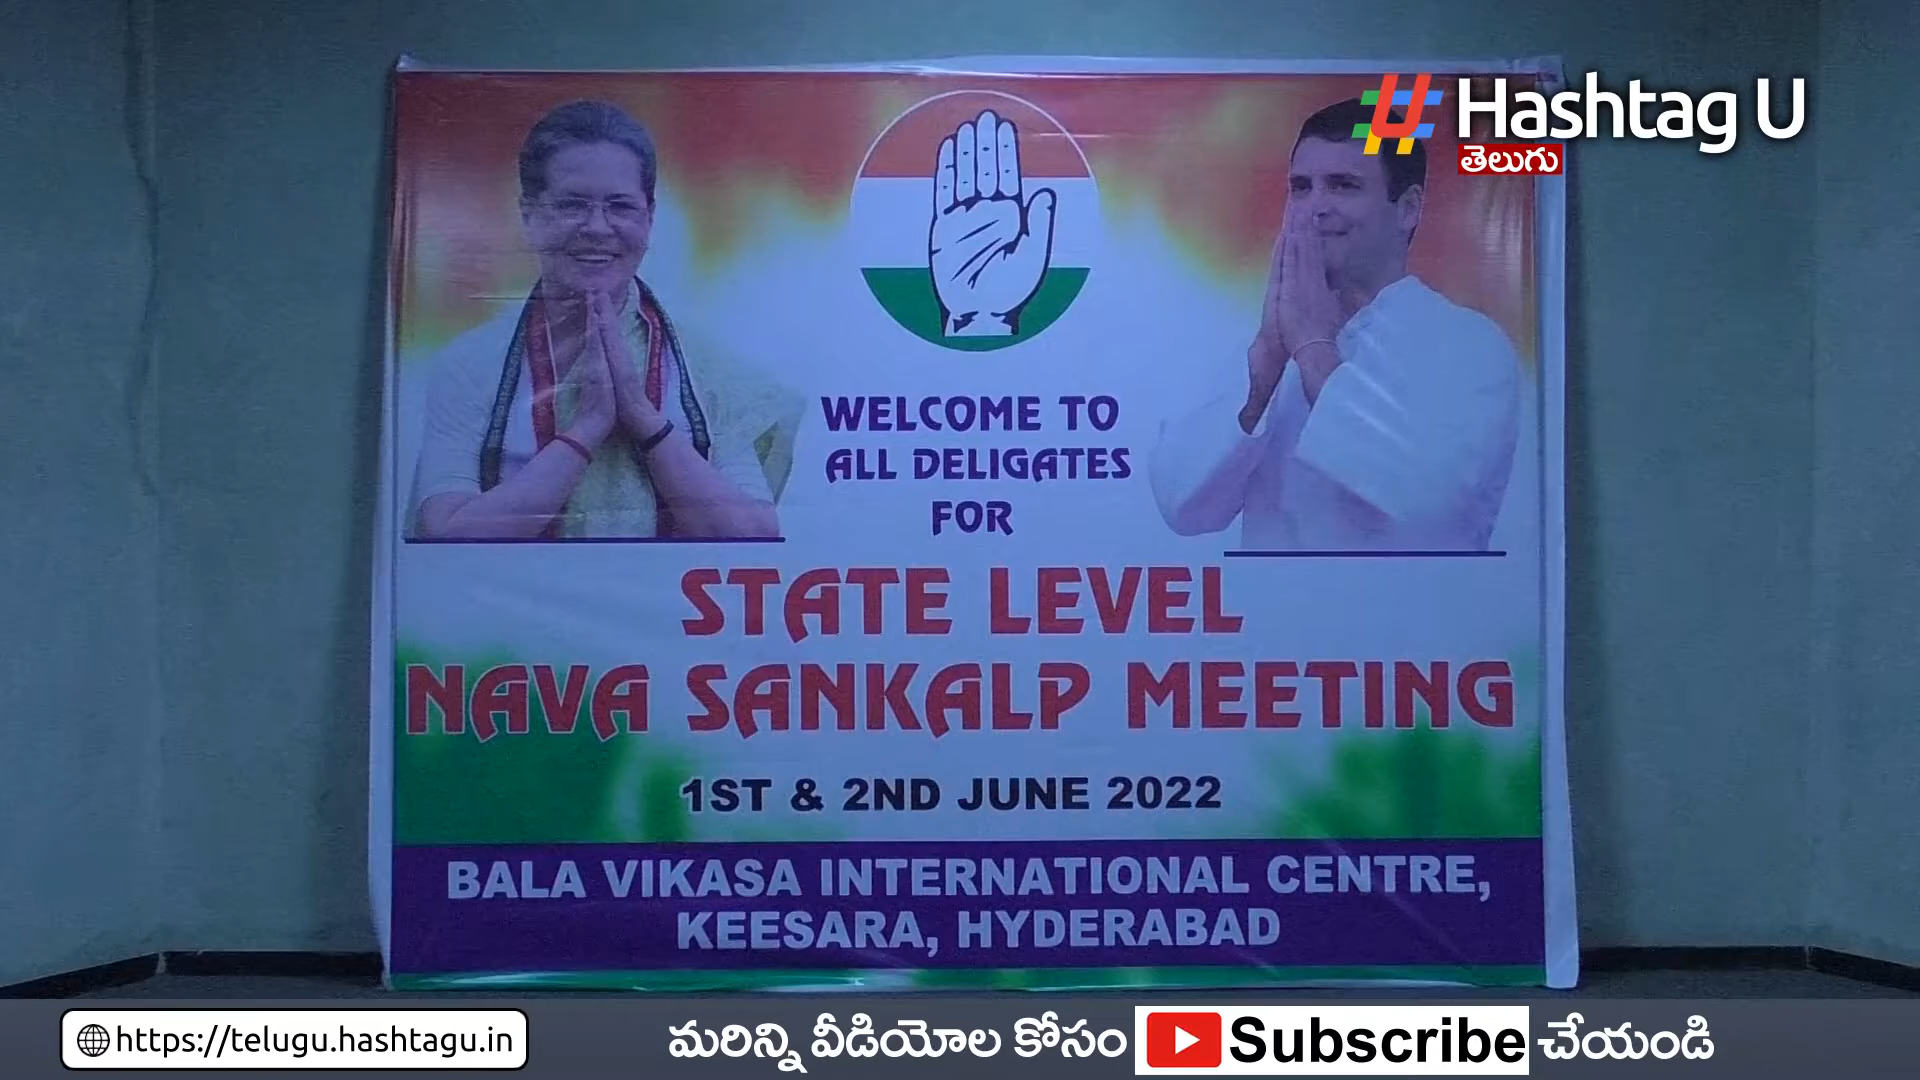 Hashtag U
తెలుగు
WELCOME TO
ALL DELIGATES
FOR
STATE LEVEL
NAVA SANKALP MEETING
1ST & 2ND JUNE 2022
BALA VIKASA INTERNATIONAL CENTRE,
KEESARA, HYDERABAD
https://telugu.hashtagu.in
మరిన్ని వీడియోల కోసం Subscribe చేయండి